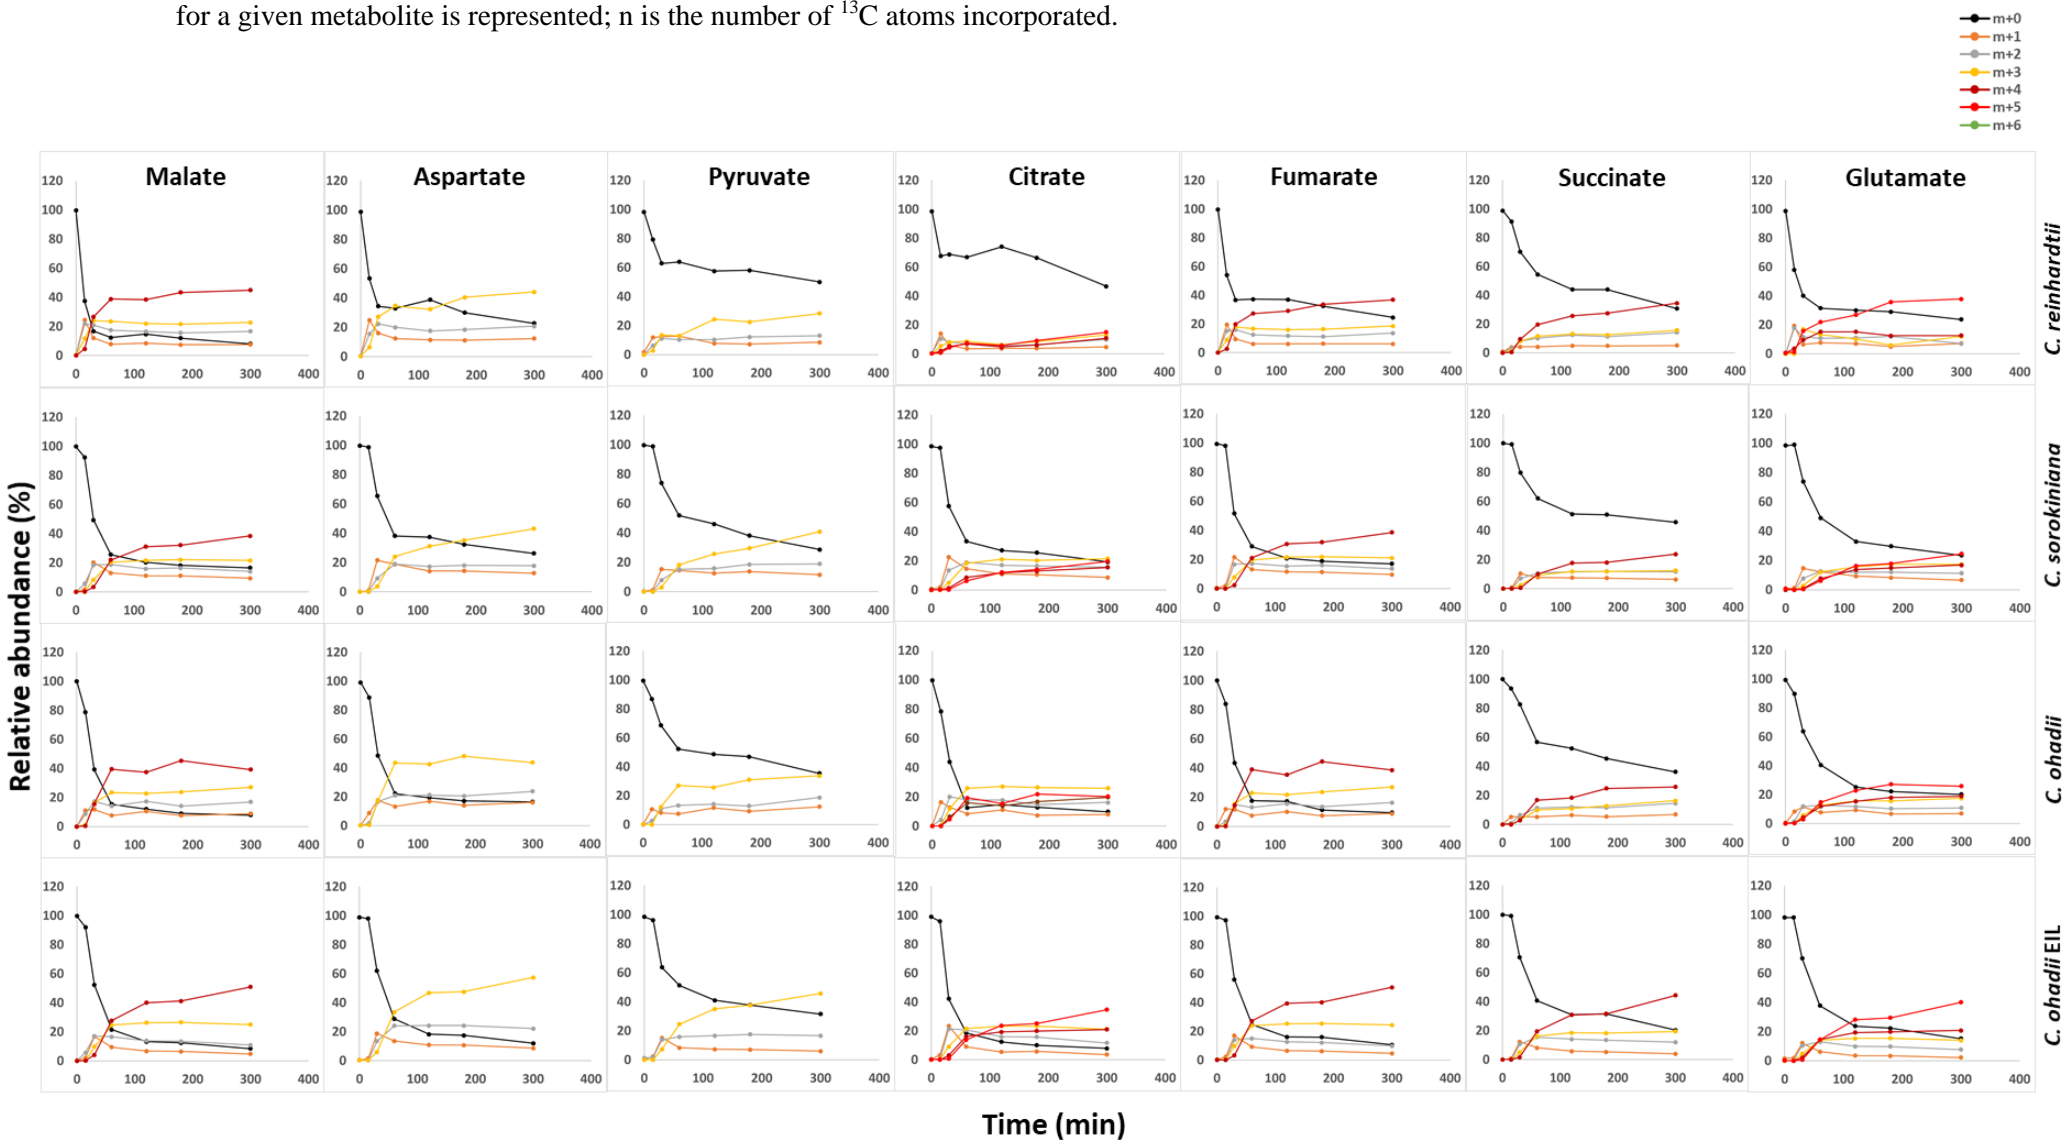 for a given metabolite is represented; n is the number of ¹³C atoms incorporated.
m+0
m+1
m+2
m+3
m+4
m+5
m+6
Malate
Aspartate
Pyruvate
Citrate
Fumarate
Succinate
Glutamate
120 100 80 60 40 20 0
0 100 200 300 400
C. reinhardtii
C. sorokiniana
C. ohadii
C. ohadii EIL
Relative abundance (%)
Time (min)